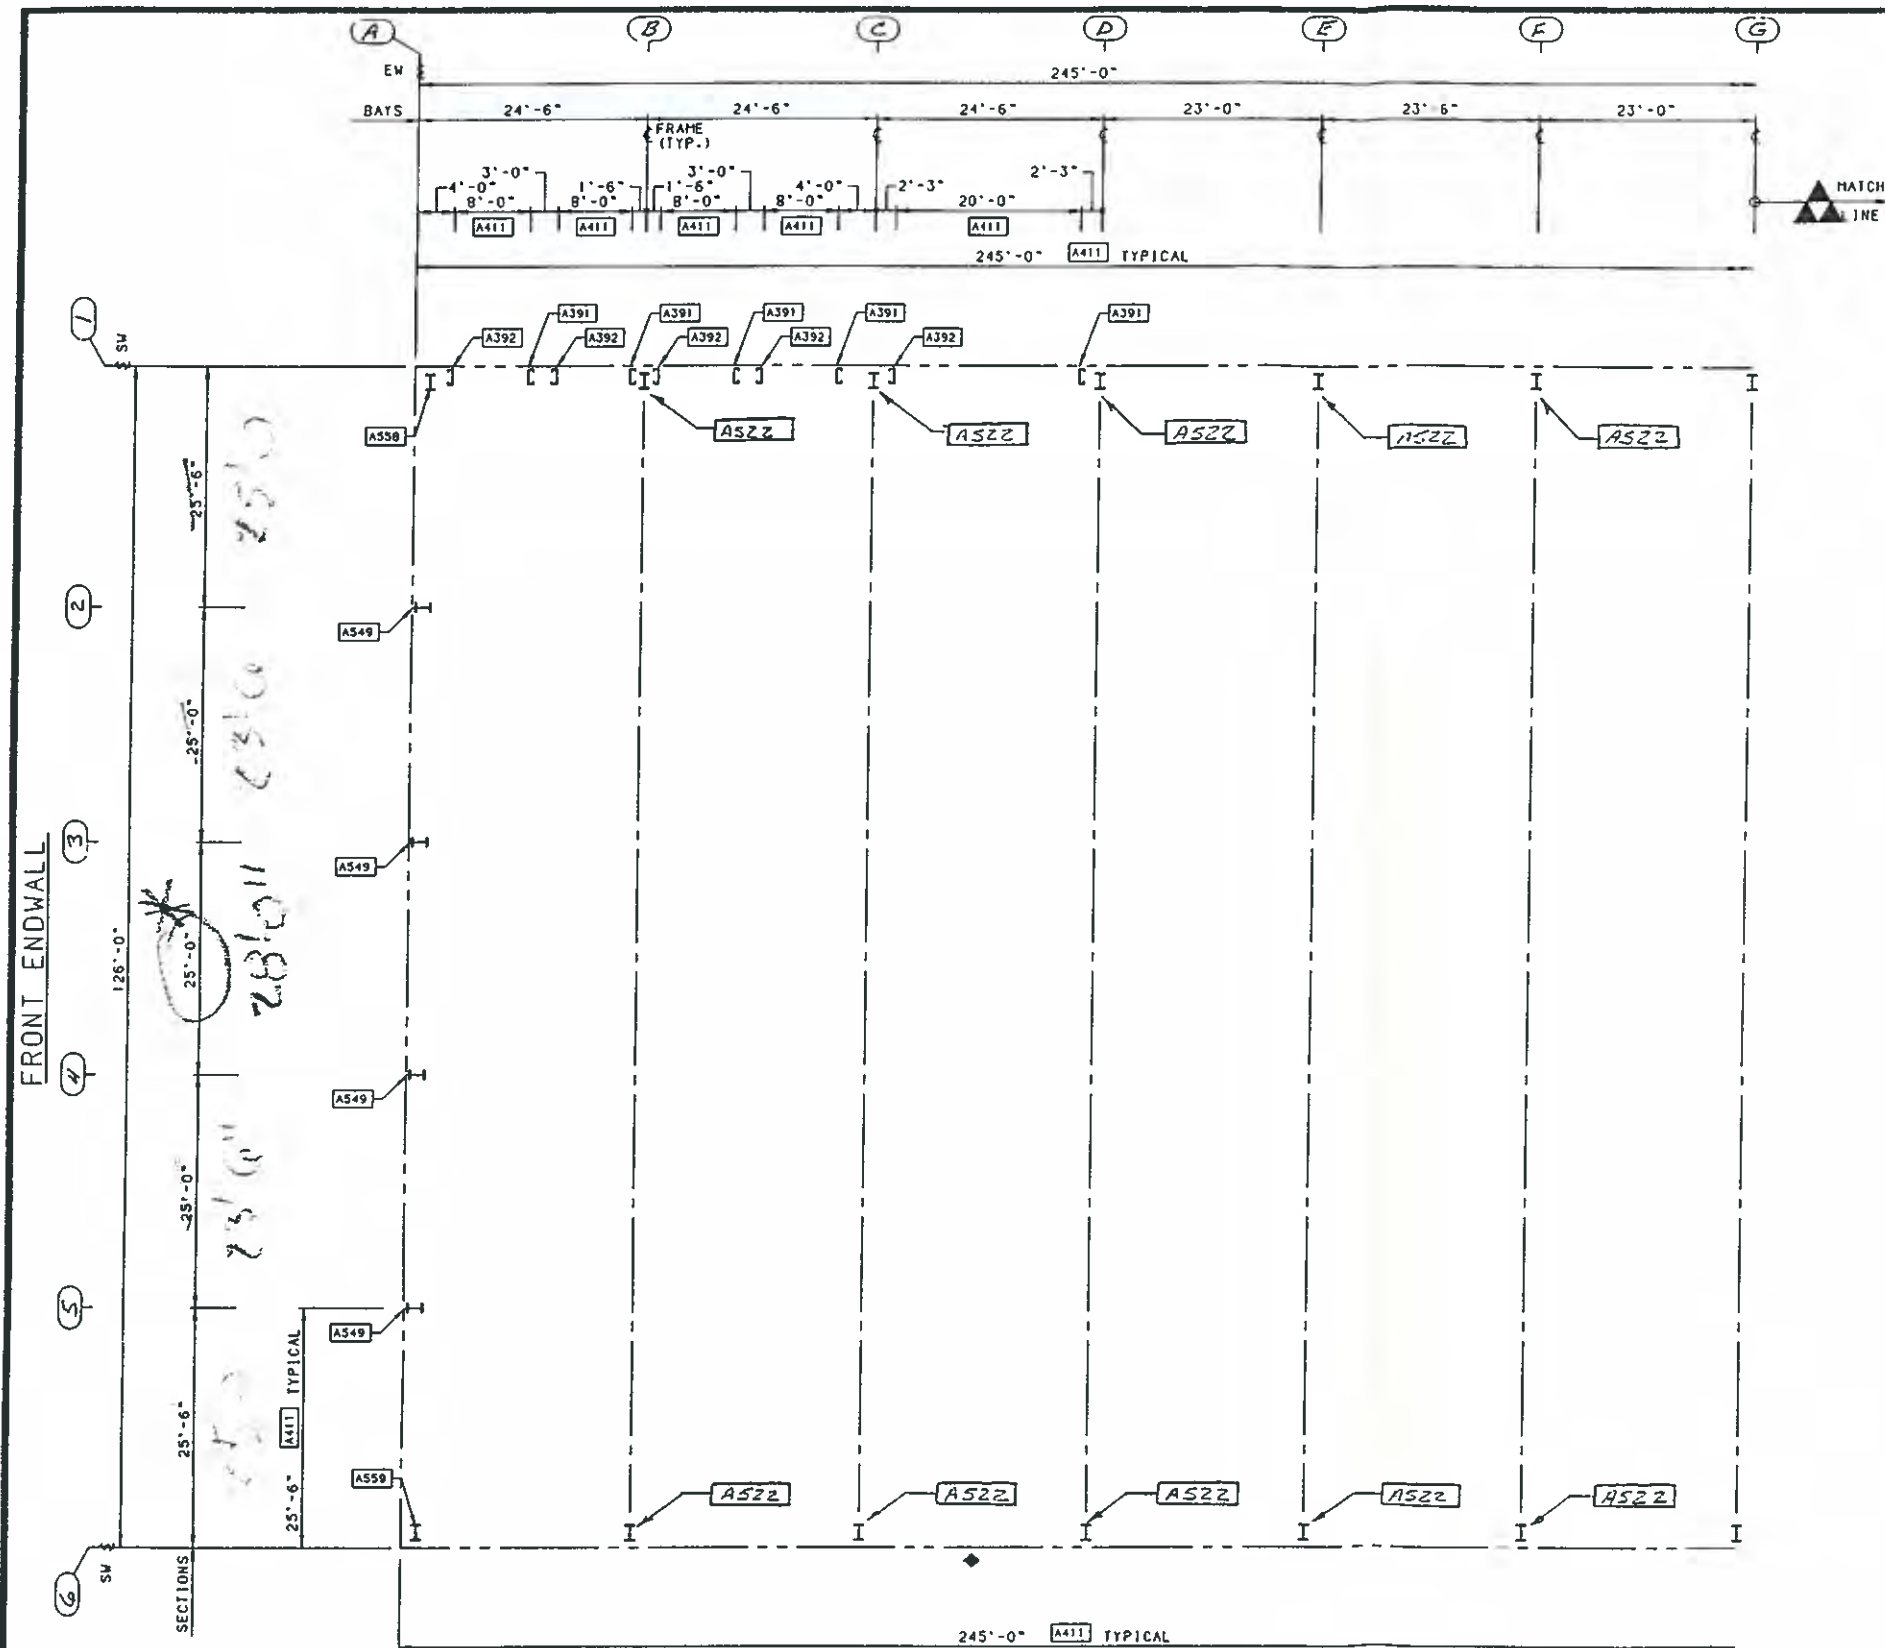 A B C D E F G
EW 245'-0"
BAYS 24'-6" 24'-6" 24'-6" 23'-0" 23'-6" 23'-0"
FRAME
(TYP.)
3'-0" 3'-0" 2'-3"
4'-0" 1'-6" 1'-6" 4'-0" 2'-3"
8'-0" 8'-0" 8'-0" 8'-0" 20'-0"
A411 A411 A411 A411 A411
MATCH
LINE
245'-0" A411 TYPICAL
1 SW
A391 A391 A391 A391 A391
A392 A392 A392 A392 A392
A558 A522 A522 A522 A522 A522
25'-6"
2
A549
25'-0"
3
A549
FRONT ENDWALL
126'-0"
25'-0" 28'0"
4
A549
25'-0" 23'6"
5
A549
25'-6"
25'-6" A411 TYPICAL
A559 A522 A522 A522 A522 A522
6 SW
SECTIONS
245'-0" A411 TYPICAL